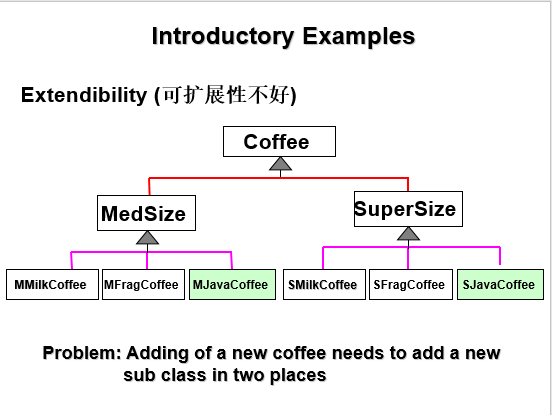 Introductory Examples
Extendibility (可扩展性不好)
Coffee
MedSize
SuperSize
MMilkCoffee
MFragCoffee
MJavaCoffee
SMilkCoffee
SFragCoffee
SJavaCoffee
Problem: Adding of a new coffee needs to add a new
sub class in two places